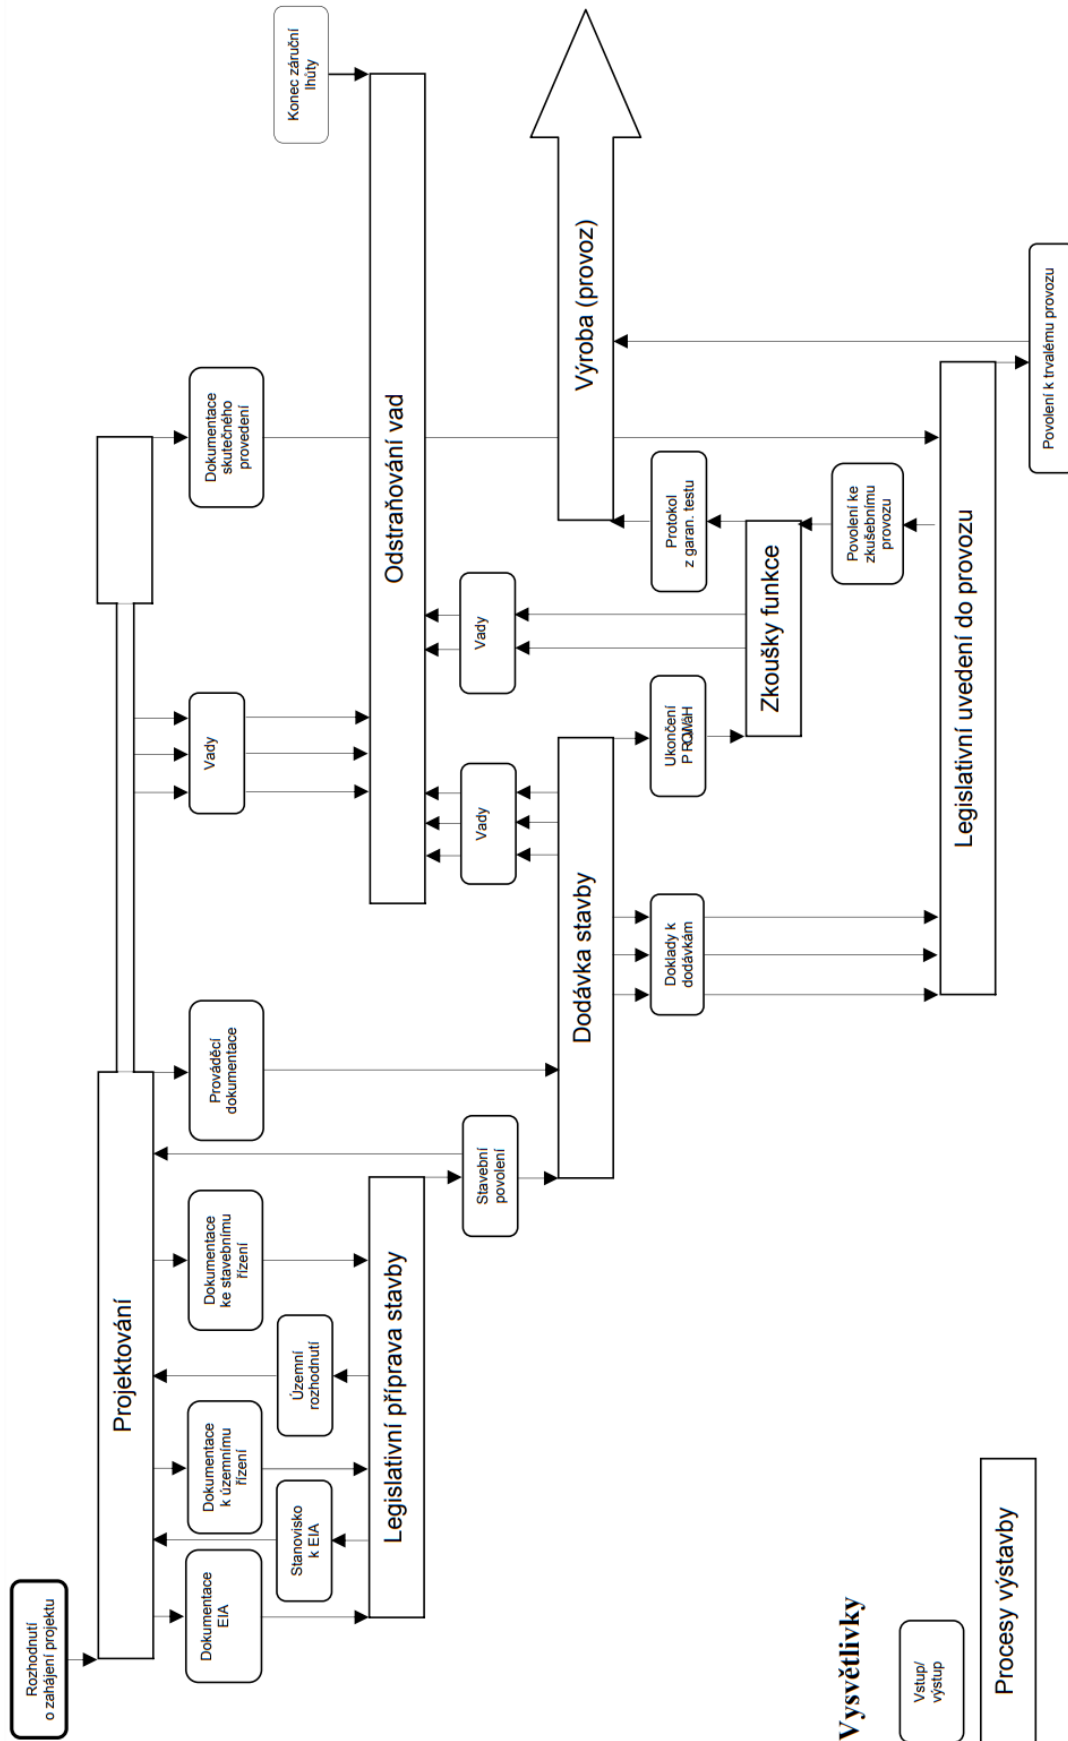 Rozhodnutí
o zahájení projektu
Projektování
Dokumentace
EIA
Stanovisko
k EIA
Dokumentace
k územnímu
řízení
Územní
rozhodnutí
Dokumentace
ke stavebnímu
řízení
Legislativní příprava stavby
Stavební
povolení
Prováděcí
dokumentace
Dodávka stavby
Doklady k
dodávkám
Vady
Vady
Vady
Ukončení
Odstraňování vad
Konec záruční
lhůty
Dokumentace
skutečného
provedení
Zkoušky funkce
Protokol
z garan. testu
Výroba (provoz)
Povolení ke
zkušebnímu
provozu
Legislativní uvedení do provozu
Povolení k trvalému provozu
Vysvětlivky
Vstup/
výstup
Procesy výstavby